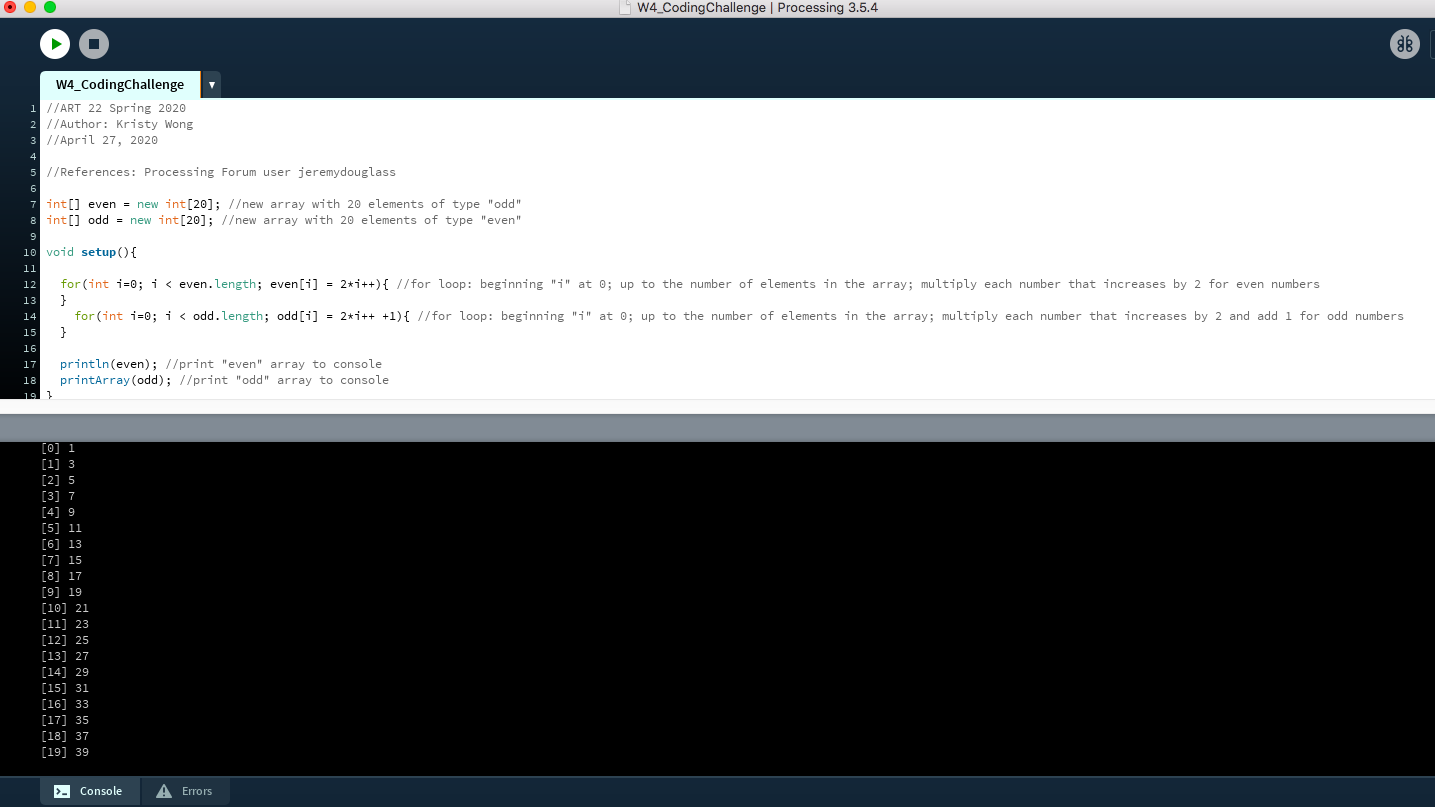 W4_CodingChallenge | Processing 3.5.4
W4_CodingChallenge ▼
1 //ART 22 Spring 2020
2 //Author: Kristy Wong
3 //April 27, 2020
4
5 //References: Processing Forum user jeremydouglass
6
7 int[] even = new int[20]; //new array with 20 elements of type "odd"
8 int[] odd = new int[20]; //new array with 20 elements of type "even"
9
10 void setup(){
11
12 for(int i=0; i < even.length; even[i] = 2*i++){ //for loop: beginning "i" at 0; up to the number of elements in the array; multiply each number that increases by 2 for even numbers
13 }
14 for(int i=0; i < odd.length; odd[i] = 2*i++ +1){ //for loop: beginning "i" at 0; up to the number of elements in the array; multiply each number that increases by 2 and add 1 for odd numbers
15 }
16
17 println(even); //print "even" array to console
18 printArray(odd); //print "odd" array to console
19 }
[0] 1
[1] 3
[2] 5
[3] 7
[4] 9
[5] 11
[6] 13
[7] 15
[8] 17
[9] 19
[10] 21
[11] 23
[12] 25
[13] 27
[14] 29
[15] 31
[16] 33
[17] 35
[18] 37
[19] 39
Console Errors